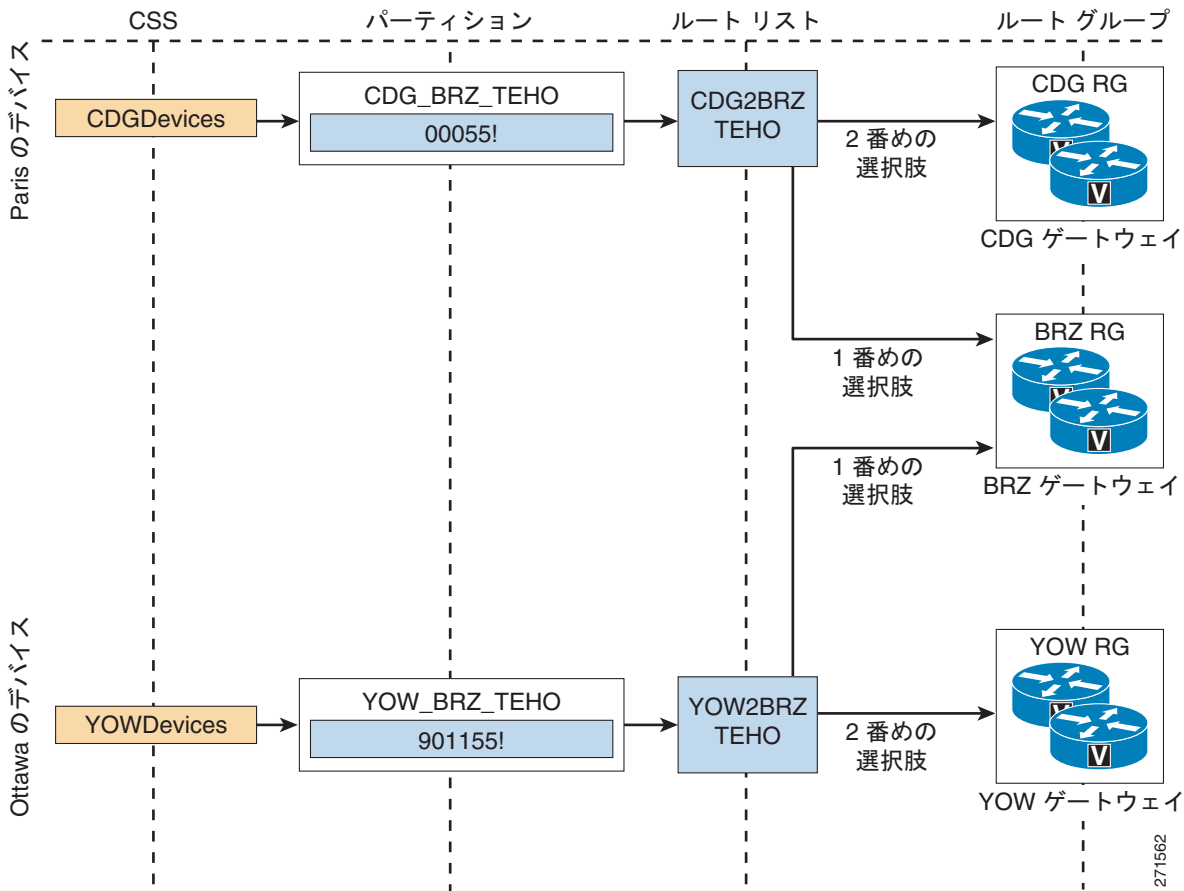 CSS
パーティション
ルート リスト
ルート グループ
Paris のデバイス
CDGDevices
CDG_BRZ_TEHO
00055!
CDG2BRZ
TEHO
2 番めの
選択肢
CDG RG
V
V
CDG ゲートウェイ
1 番めの
選択肢
BRZ RG
V
V
BRZ ゲートウェイ
1 番めの
選択肢
Ottawa のデバイス
YOWDevices
YOW_BRZ_TEHO
901155!
YOW2BRZ
TEHO
2 番めの
選択肢
YOW RG
V
V
YOW ゲートウェイ
271562